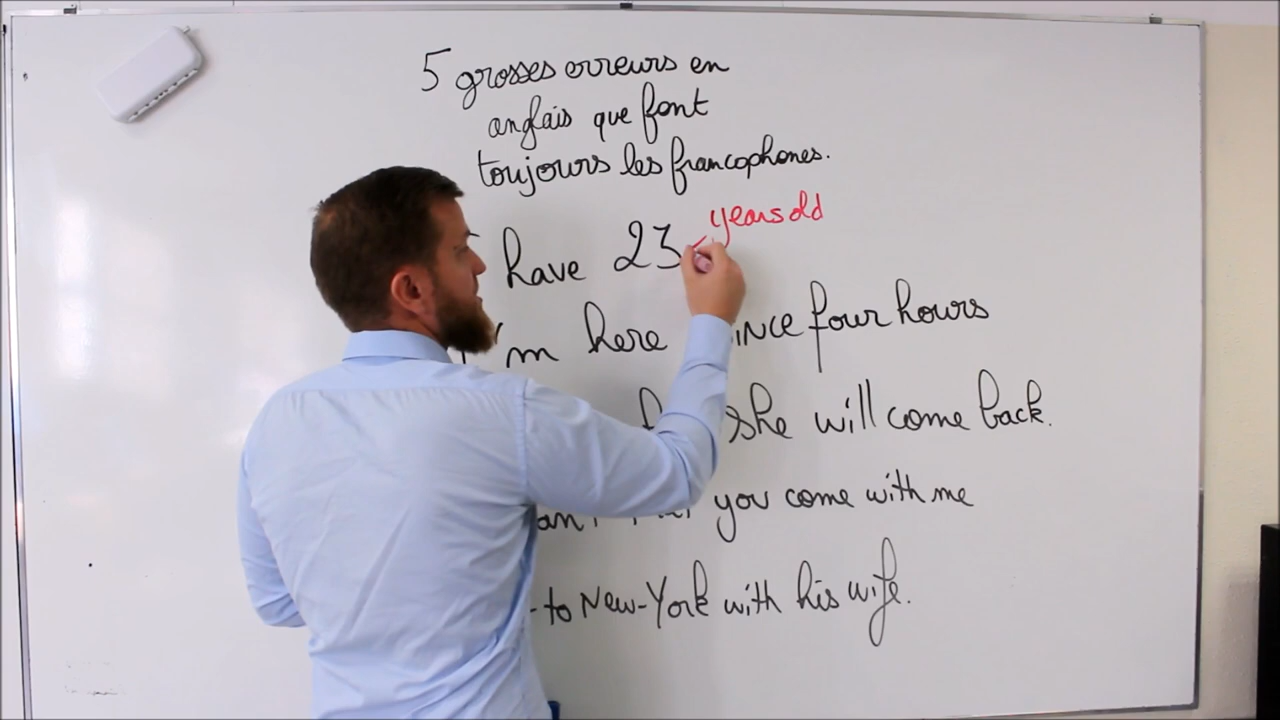 5 grosses erreurs en
anglais que font
toujours les francophones.
years old
have 23
'm here since four hours
she will come back.
you come with me
to New-York with his wife.